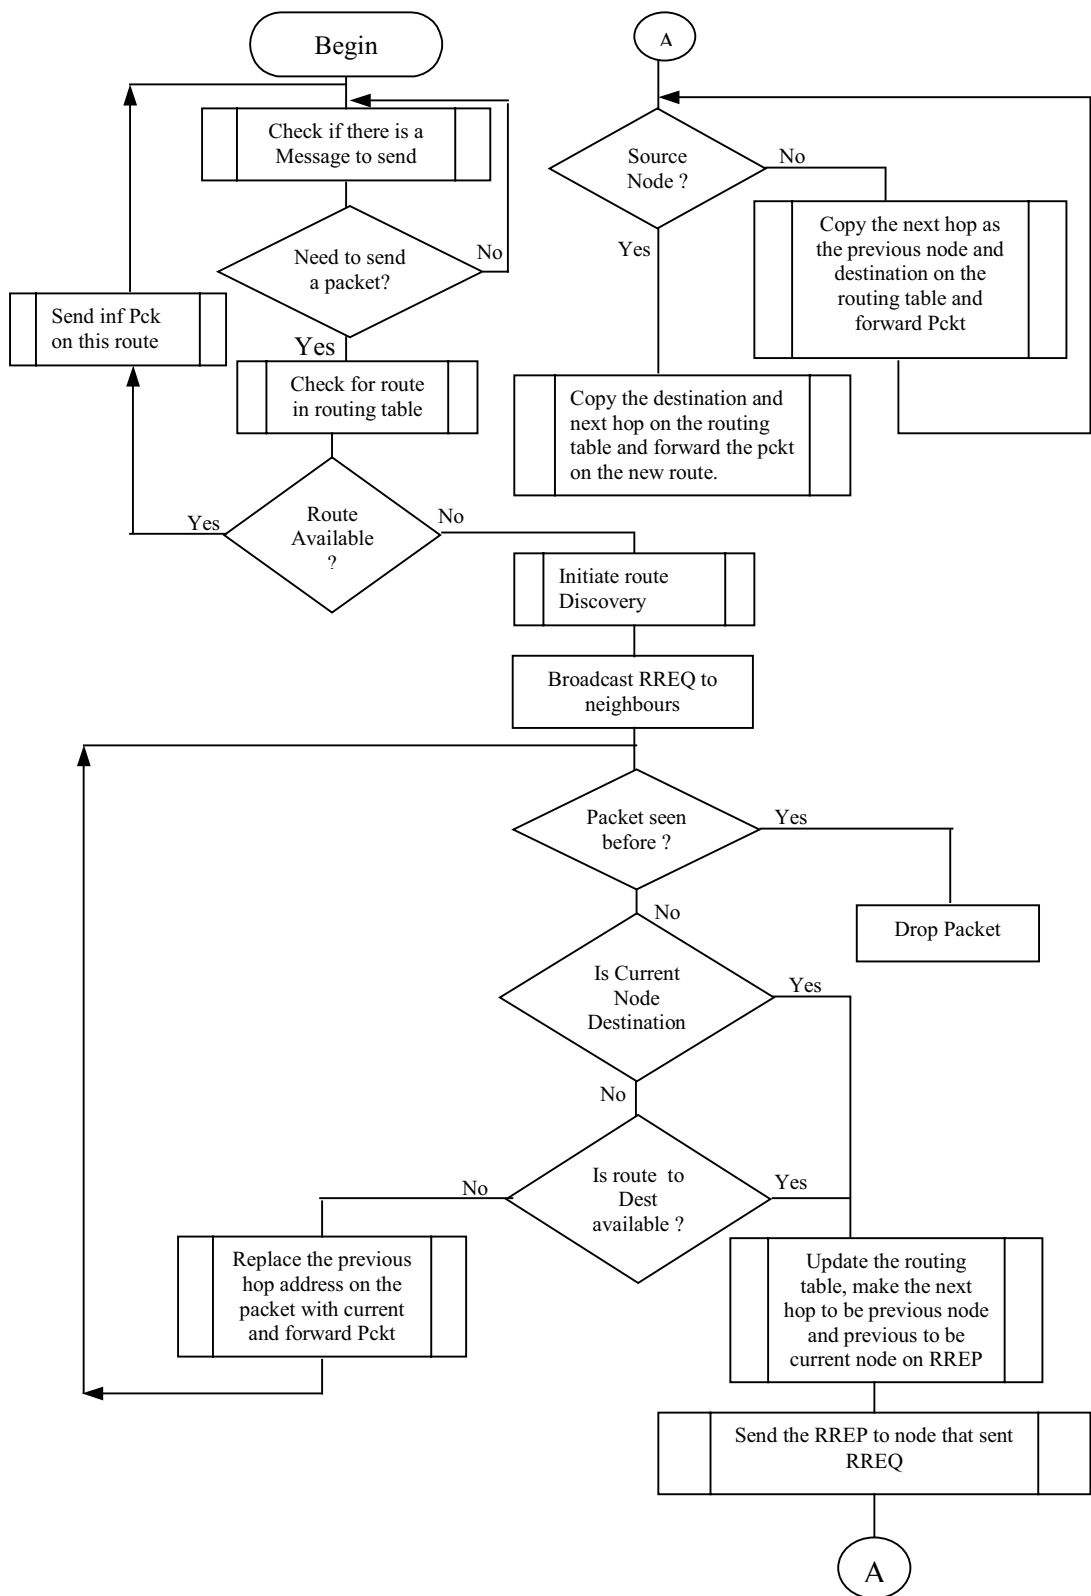 Begin
Check if there is a
Message to send
Need to send
a packet?
No
Yes
Send inf Pck
on this route
Check for route
in routing table
Route
Available
?
Yes
No
A
Source
Node ?
No
Yes
Copy the next hop as
the previous node and
destination on the
routing table and
forward Pckt
Copy the destination and
next hop on the routing
table and forward the pckt
on the new route.
Initiate route
Discovery
Broadcast RREQ to
neighbours
Packet seen
before ?
Yes
No
Drop Packet
Is Current
Node
Destination
Yes
No
Is route to
Dest
available ?
No
Yes
Replace the previous
hop address on the
packet with current
and forward Pckt
Update the routing
table, make the next
hop to be previous node
and previous to be
current node on RREP
Send the RREP to node that sent
RREQ
A